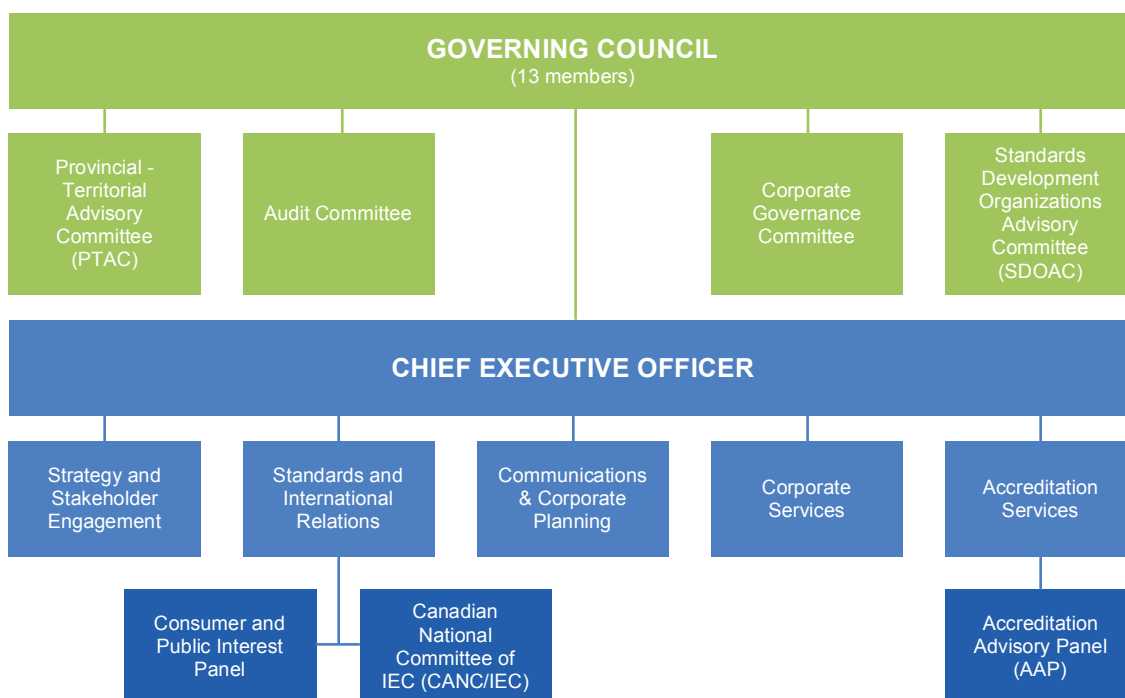 GOVERNING COUNCIL
(13 members)
Provincial -
Territorial
Advisory
Committee
(PTAC)
Audit Committee
Corporate
Governance
Committee
Standards
Development
Organizations
Advisory
Committee
(SDOAC)
CHIEF EXECUTIVE OFFICER
Strategy and
Stakeholder
Engagement
Standards and
International
Relations
Communications
& Corporate
Planning
Corporate
Services
Accreditation
Services
Consumer and
Public Interest
Panel
Canadian
National
Committee of
IEC (CANC/IEC)
Accreditation
Advisory Panel
(AAP)